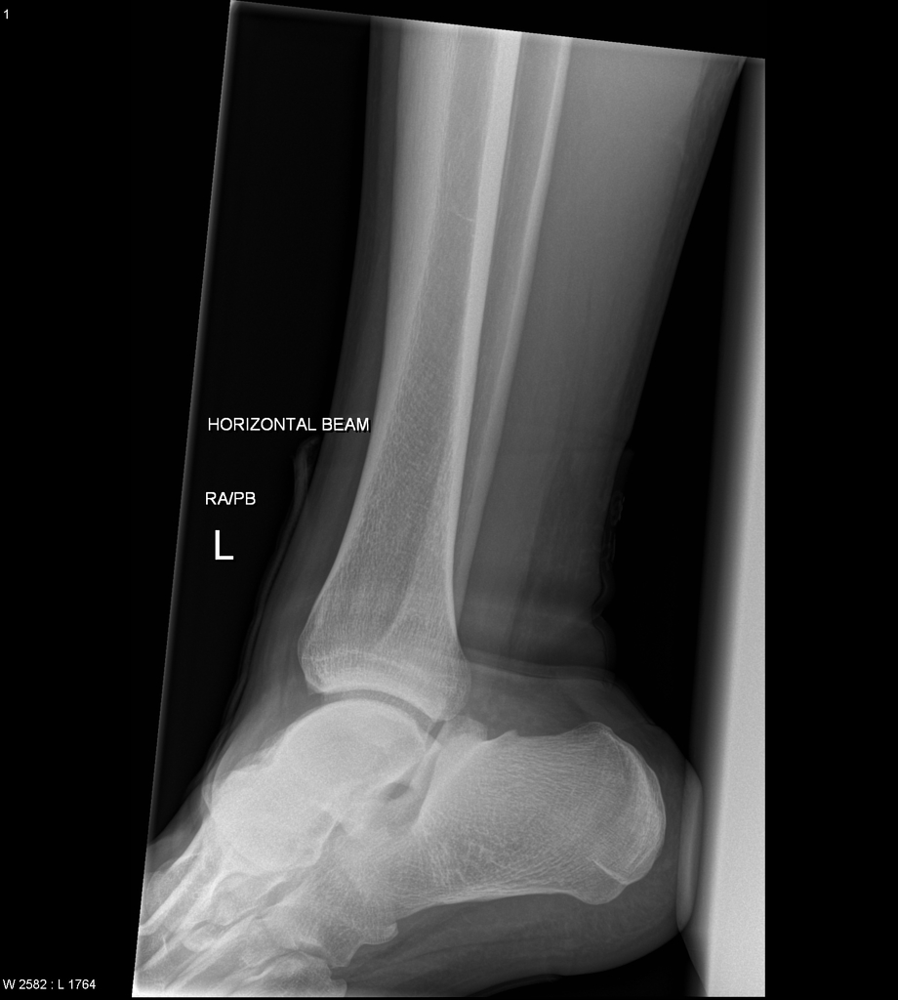 1
HORIZONTAL BEAM
RA/PB
L
W 2582 : L 1764